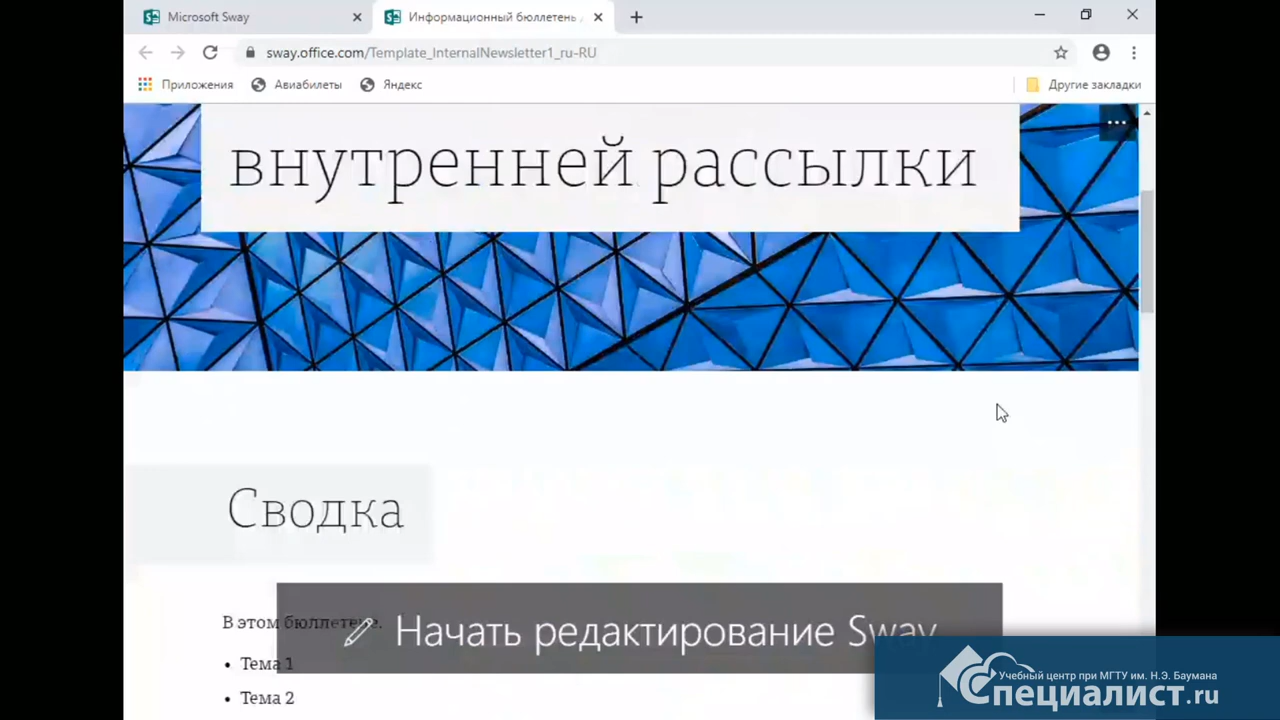 Microsoft Sway
Информационный бюллетень
sway.office.com/Template_InternalNewsletter1_ru-RU
Приложения
Авиабилеты
Яндекс
Другие закладки
внутренней рассылки
Сводка
В этом бюллетене.
Начать редактирование Sway
• Тема 1
• Тема 2
Учебный центр при МГТУ им. Н.Э. Баумана
Специалист.ru